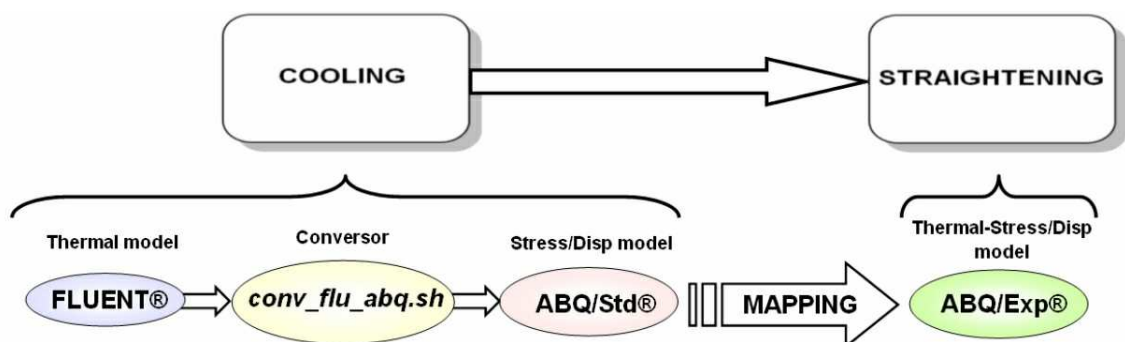 COOLING
STRAIGHTENING
Thermal model
Conversor
Stress/Disp model
Thermal-Stress/Disp
model
FLUENT®
conv_flu_abq.sh
ABQ/Std®
MAPPING
ABQ/Exp®